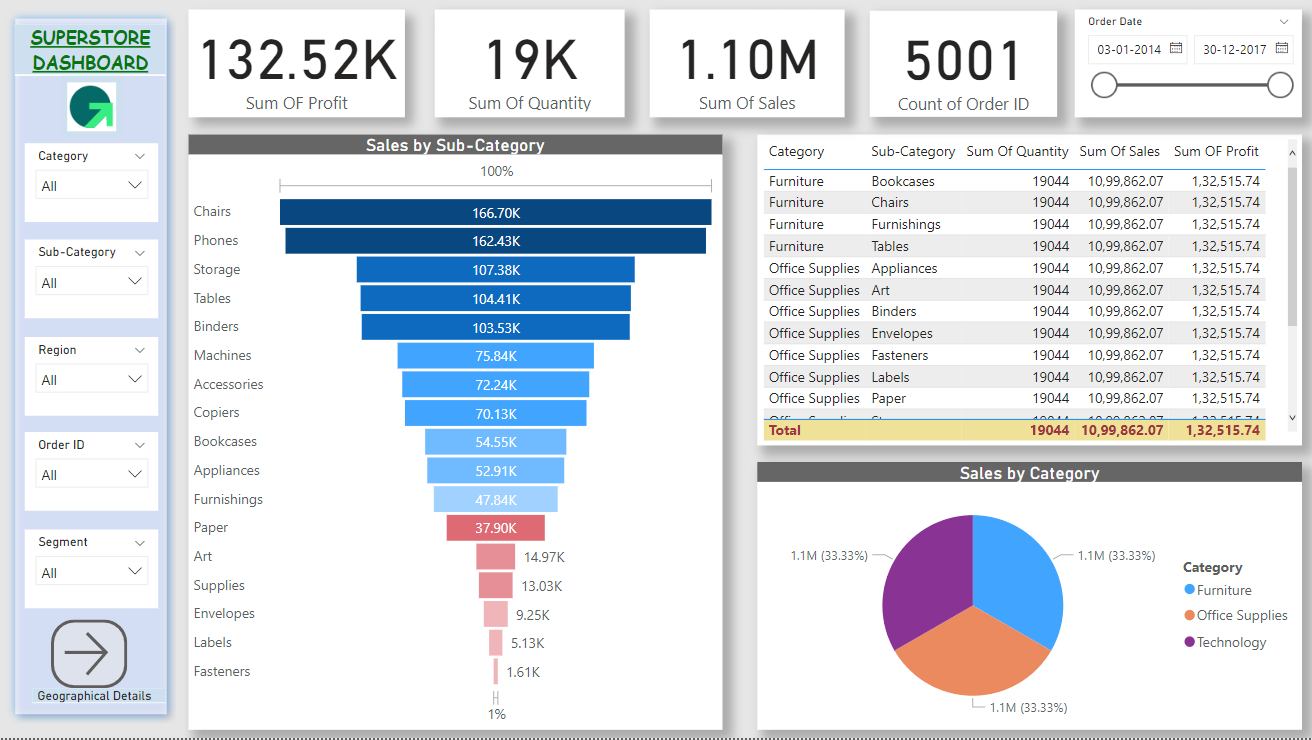 SUPERSTORE
DASHBOARD
Category
All
Sub-Category
All
Region
All
Order ID
All
Segment
All
Geographical Details
132.52K
Sum OF Profit
19K
Sum Of Quantity
1.10M
Sum Of Sales
5001
Count of Order ID
Order Date
03-01-2014 30-12-2017
Sales by Sub-Category
100%
Chairs 166.70K
Phones 162.43K
Storage 107.38K
Tables 104.41K
Binders 103.53K
Machines 75.84K
Accessories 72.24K
Copiers 70.13K
Bookcases 54.55K
Appliances 52.91K
Furnishings 47.84K
Paper 37.90K
Art 14.97K
Supplies 13.03K
Envelopes 9.25K
Labels 5.13K
Fasteners 1.61K
1%
Category Sub-Category Sum Of Quantity Sum Of Sales Sum OF Profit
Furniture Bookcases 19044 10,99,862.07 1,32,515.74
Furniture Chairs 19044 10,99,862.07 1,32,515.74
Furniture Furnishings 19044 10,99,862.07 1,32,515.74
Furniture Tables 19044 10,99,862.07 1,32,515.74
Office Supplies Appliances 19044 10,99,862.07 1,32,515.74
Office Supplies Art 19044 10,99,862.07 1,32,515.74
Office Supplies Binders 19044 10,99,862.07 1,32,515.74
Office Supplies Envelopes 19044 10,99,862.07 1,32,515.74
Office Supplies Fasteners 19044 10,99,862.07 1,32,515.74
Office Supplies Labels 19044 10,99,862.07 1,32,515.74
Office Supplies Paper 19044 10,99,862.07 1,32,515.74
Total 19044 10,99,862.07 1,32,515.74
Sales by Category
1.1M (33.33%) 1.1M (33.33%)
1.1M (33.33%)
Category
Furniture
Office Supplies
Technology